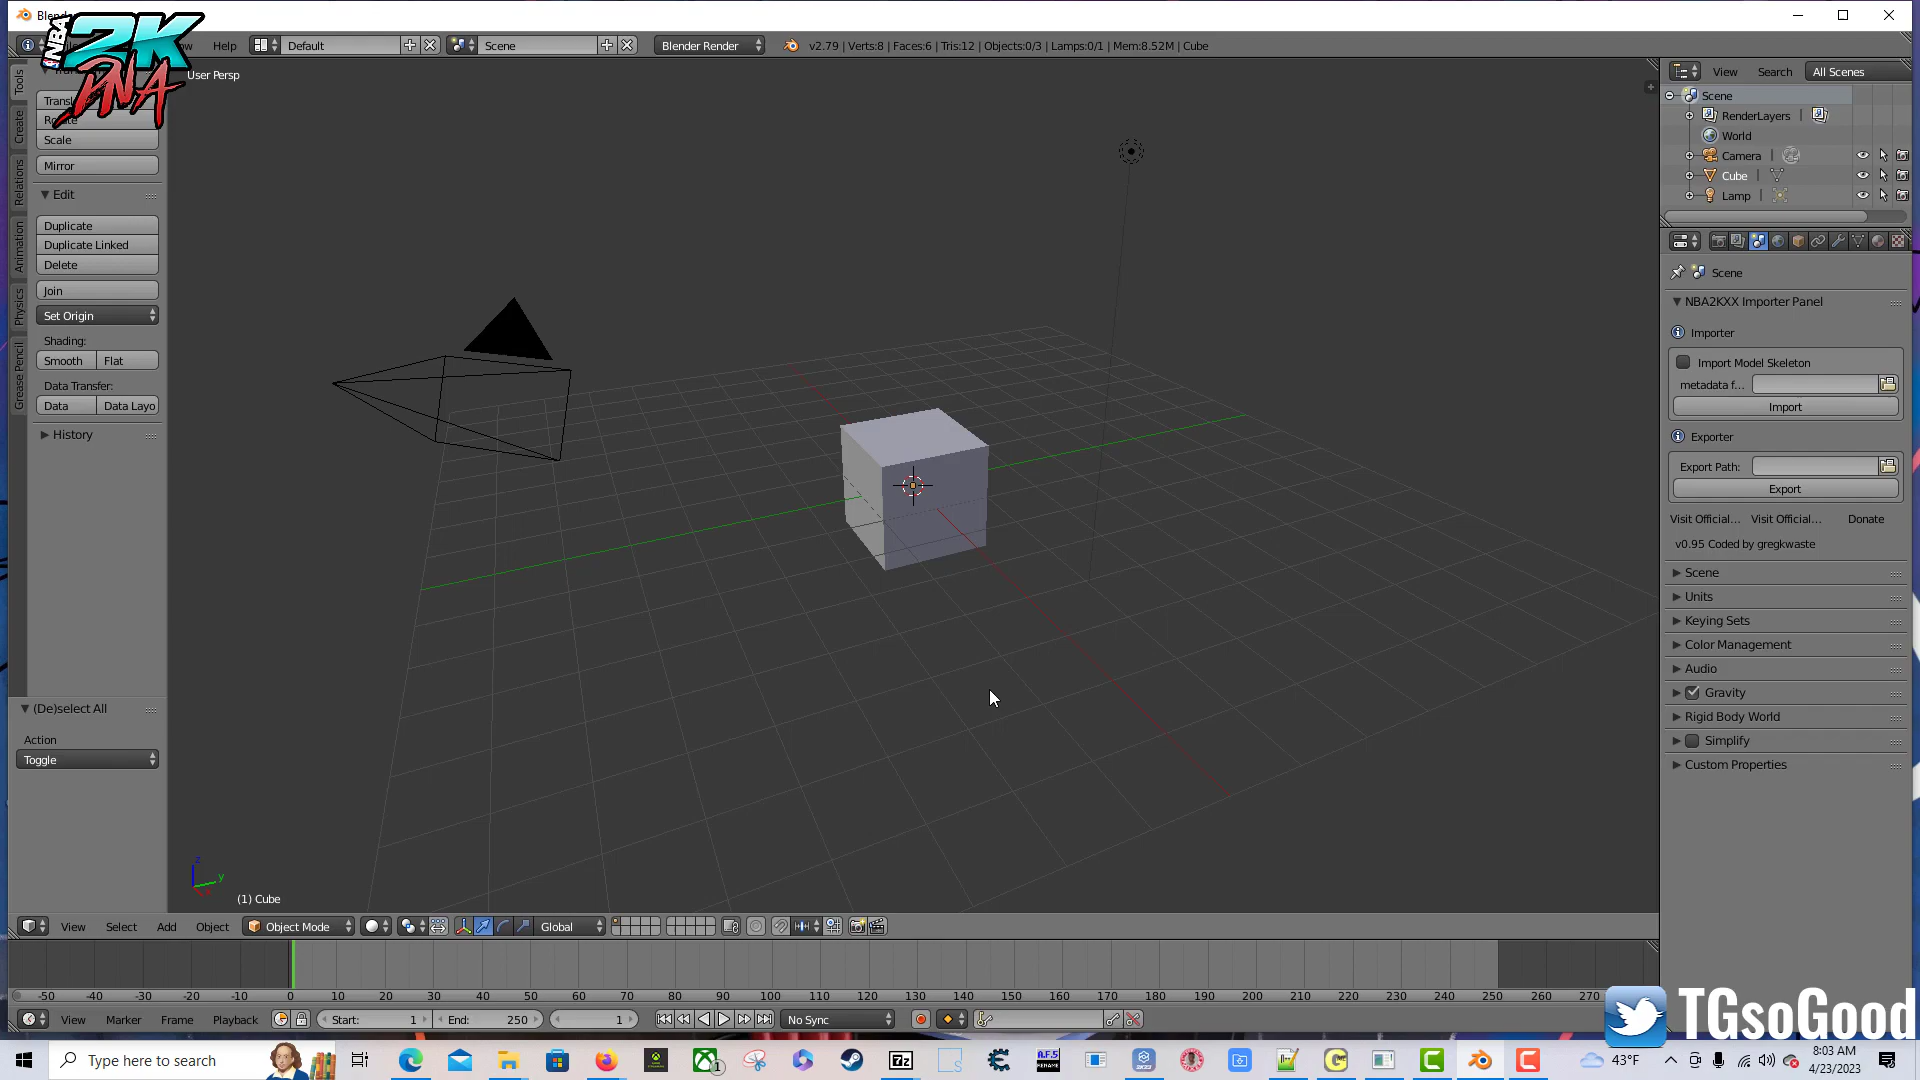 Blender
NBA 2K DNA
Help
Default
Scene
Blender Render
v2.79 | Verts:8 | Faces:6 | Tris:12 | Objects:0/3 | Lamps:0/1 | Mem:8.52M | Cube
User Persp
Tools
Create
Relations
Animation
Physics
Grease Pencil
Scale
Mirror
Edit
Duplicate
Duplicate Linked
Delete
Join
Set Origin
Shading:
Smooth Flat
Data Transfer:
Data Data Layo
History
(De)select All
Action
Toggle
z
y
(1) Cube
View Search All Scenes
Scene
RenderLayers
World
Camera
Cube
Lamp
Scene
NBA2KXX Importer Panel
Importer
Import Model Skeleton
metadata f...
Import
Exporter
Export Path:
Export
Visit Official... Visit Official... Donate
v0.95 Coded by gregkwaste
Scene
Units
Keying Sets
Color Management
Audio
Gravity
Rigid Body World
Simplify
Custom Properties
View Select Add Object Object Mode Global
-50 -40 -30 -20 -10 0 10 20 30 40 50 60 70 80 90 100 110 120 130 140 150 160 170 180 190 200 210 220 230 240 250 260 270
View Marker Frame Playback Start: 1 End: 250 1 No Sync
TGsoGood
Type here to search
1
7z
A.F.5
RENAME
43°F
8:03 AM
4/23/2023